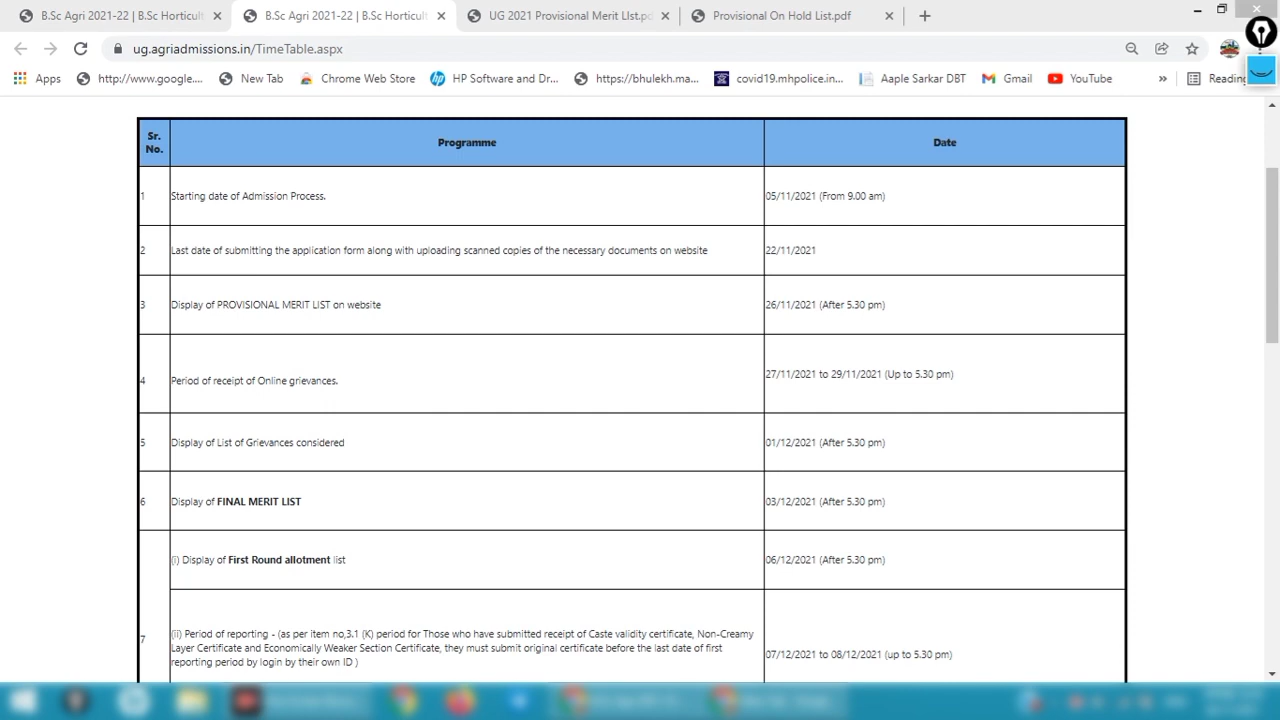 B.Sc Agri 2021-22 | B.Sc Horticult
B.Sc Agri 2021-22 | B.Sc Horticult
UG 2021 Provisional Merit LIst.pd
Provisional On Hold List.pdf
ug.agriadmissions.in/TimeTable.aspx
Apps
http://www.google....
New Tab
Chrome Web Store
HP Software and Dr...
https://bhulekh.ma...
covid19.mhpolice.in...
Aaple Sarkar DBT
Gmail
YouTube
»
Reading
Sr.
No.
Programme
Date
1
Starting date of Admission Process.
05/11/2021 (From 9.00 am)
2
Last date of submitting the application form along with uploading scanned copies of the necessary documents on website
22/11/2021
3
Display of PROVISIONAL MERIT LIST on website
26/11/2021 (After 5.30 pm)
4
Period of receipt of Online grievances.
27/11/2021 to 29/11/2021 (Up to 5.30 pm)
5
Display of List of Grievances considered
01/12/2021 (After 5.30 pm)
6
Display of FINAL MERIT LIST
03/12/2021 (After 5.30 pm)
7
(i) Display of First Round allotment list
06/12/2021 (After 5.30 pm)
(ii) Period of reporting - (as per item no,3.1 (K) period for Those who have submitted receipt of Caste validity certificate, Non-Creamy
Layer Certificate and Economically Weaker Section Certificate, they must submit original certificate before the last date of first
reporting period by login by their own ID )
07/12/2021 to 08/12/2021 (up to 5.30 pm)